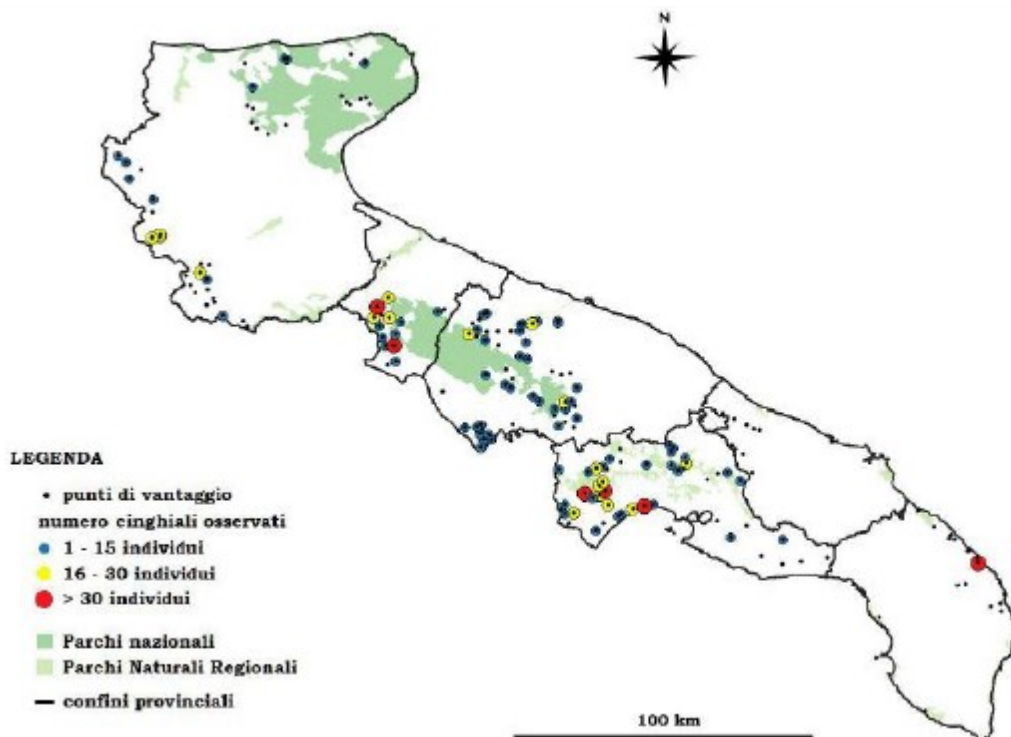 N
LEGENDA
punti di vantaggio
numero cinghiali osservati
1 - 15 individui
16 - 30 individui
> 30 individui
Parchi nazionali
Parchi Naturali Regionali
confini provinciali
100 km